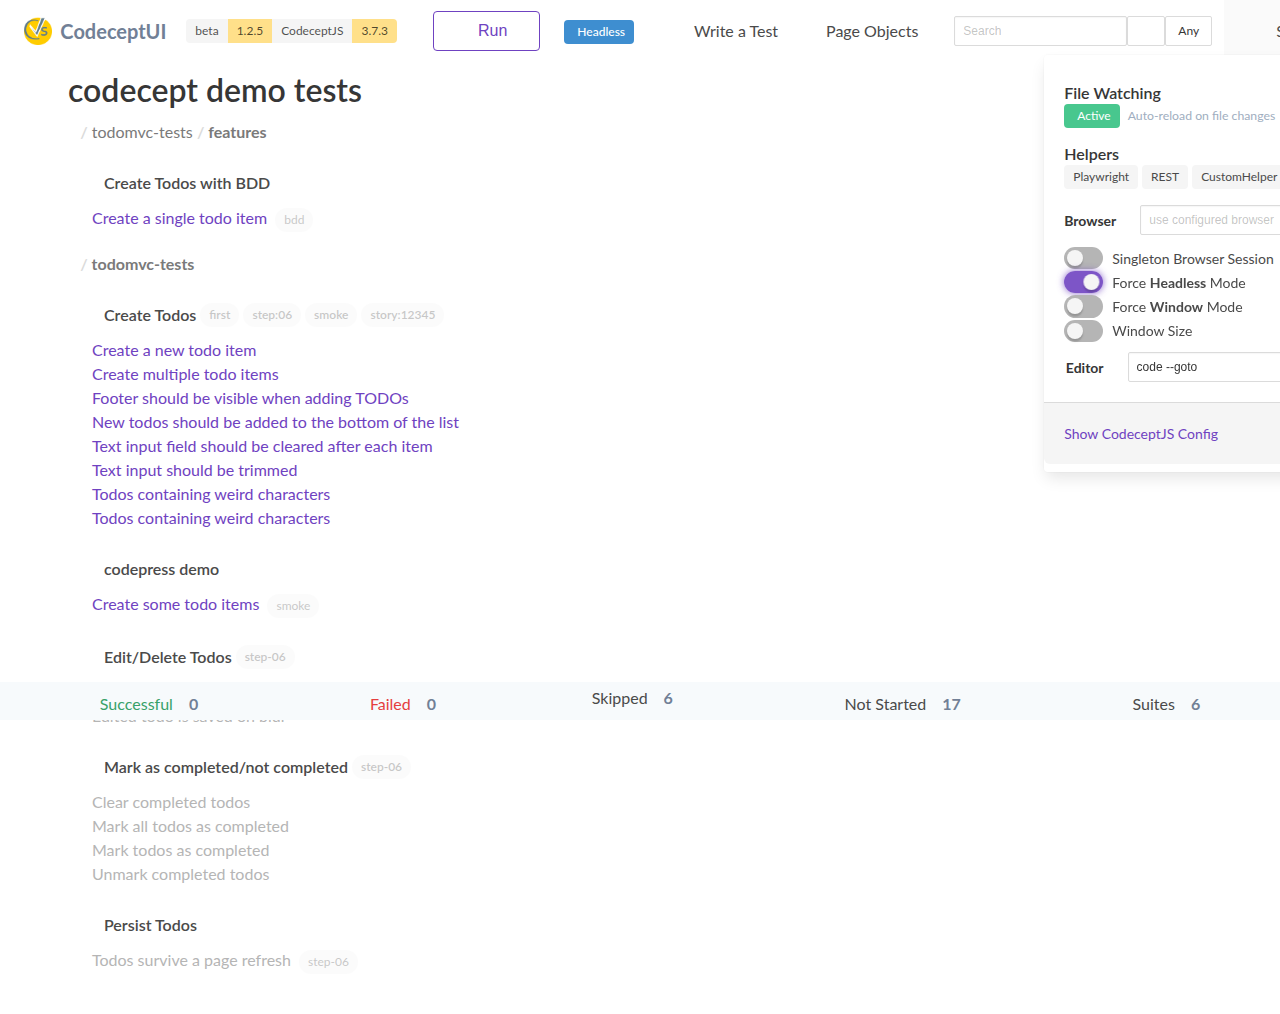 CodeceptUI beta 1.2.5 CodeceptJS 3.7.3 Run Headless Write a Test Page Objects Search Any
codecept demo tests
/ todomvc-tests / features
Create Todos with BDD
Create a single todo item bdd
/ todomvc-tests
Create Todos first step:06 smoke story:12345
Create a new todo item
Create multiple todo items
Footer should be visible when adding TODOs
New todos should be added to the bottom of the list
Text input field should be cleared after each item
Text input should be trimmed
Todos containing weird characters
Todos containing weird characters
codepress demo
Create some todo items smoke
Edit/Delete Todos step-06
File Watching
Active Auto-reload on file changes
Helpers
Playwright REST CustomHelper
Browser use configured browser
Singleton Browser Session
Force Headless Mode
Force Window Mode
Window Size
Editor code --goto
Show CodeceptJS Config
Successful 0 Failed 0 Skipped 6 Not Started 17 Suites 6
Edited todo is saved on blur
Mark as completed/not completed step-06
Clear completed todos
Mark all todos as completed
Mark todos as completed
Unmark completed todos
Persist Todos
Todos survive a page refresh step-06